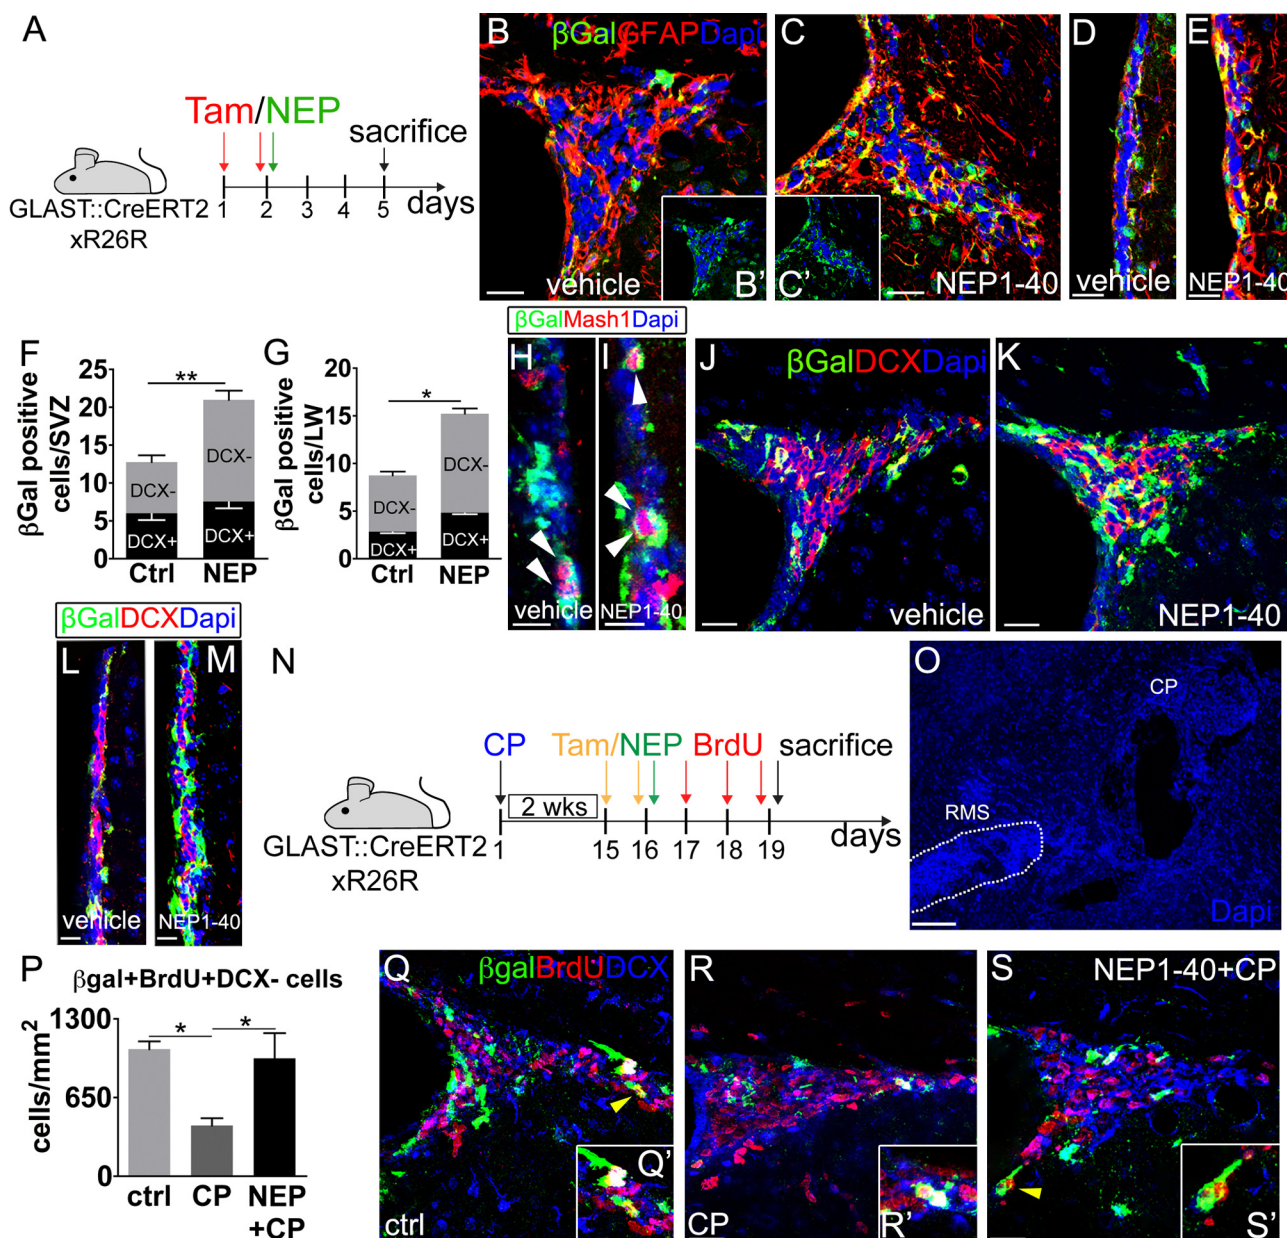 A
Tam/NEP
sacrifice
GLAST::CreERT2
xR26R
1 2 3 4 5 days
B
βGalGFAPDapi
vehicle
B'
C
C'
NEP1-40
D
vehicle
E
NEP1-40
F
βGal positive
cells/SVZ
25
20
15
10
5
0
**
DCX-
DCX+
DCX-
DCX+
Ctrl NEP
G
βGal positive
cells/LW
20
15
10
5
0
*
DCX-
DCX+
DCX-
DCX+
Ctrl NEP
βGalMash1Dapi
H
vehicle
I
NEP1-40
J
βGalDCXDapi
vehicle
K
NEP1-40
βGalDCXDapi
L
vehicle
M
NEP1-40
N
CP Tam/NEP BrdU sacrifice
2 wks
GLAST::CreERT2
xR26R
1 15 16 17 18 19 days
O
CP
RMS
Dapi
P
βgal+BrdU+DCX- cells
cells/mm²
1300
650
0
* *
ctrl CP NEP
+CP
Q
βgalBrdUDCX
Q'
ctrl
R
CP
R'
S
NEP1-40+CP
S'